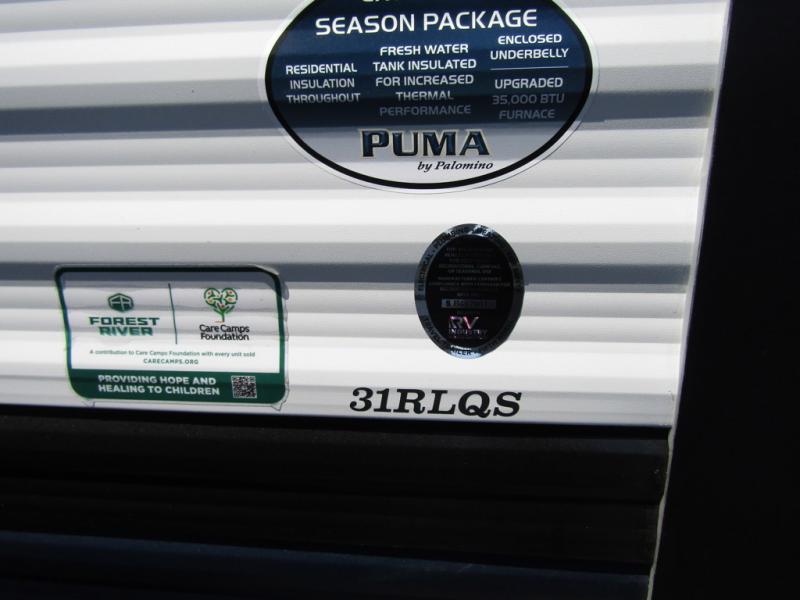 SEASON PACKAGE
RESIDENTIAL
INSULATION
THROUGHOUT
FRESH WATER
TANK INSULATED
FOR INCREASED
THERMAL
PERFORMANCE
ENCLOSED
UNDERBELLY
UPGRADED
35,000 BTU
FURNACE
PUMA
by Palomino
FOREST
RIVER
Care Camps
Foundation
A contribution to Care Camps Foundation with every unit sold
CARECAMPS.ORG
PROVIDING HOPE AND
HEALING TO CHILDREN
RV
INDUSTRY
31RLQS